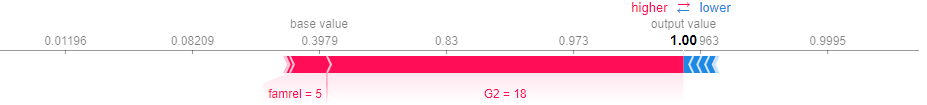 higher ⇄ lower
base value output value
0.01196 0.08209 0.3979 0.83 0.973 1.00 963 0.9995
famrel = 5 G2 = 18